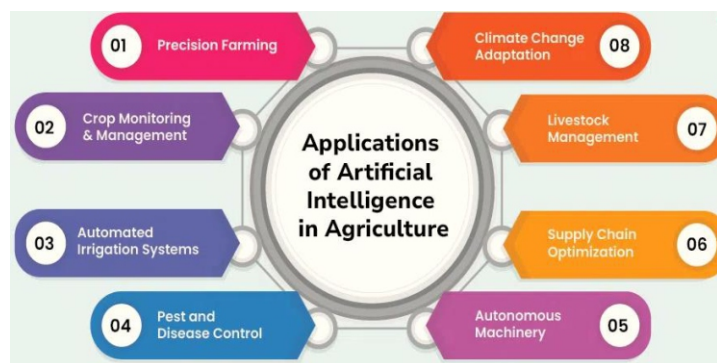 Applications
of Artificial
Intelligence
in Agriculture
01
Precision Farming
02
Crop Monitoring
& Management
03
Automated
Irrigation Systems
04
Pest and
Disease Control
05
Autonomous
Machinery
06
Supply Chain
Optimization
07
Livestock
Management
08
Climate Change
Adaptation